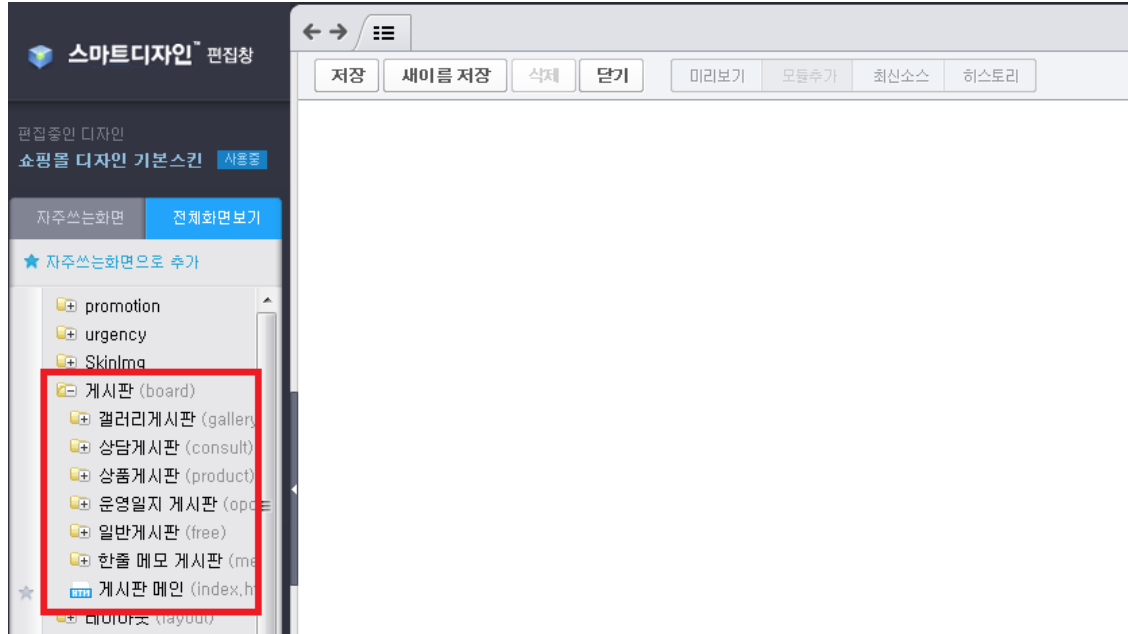 스마트디자인™ 편집창
저장 새이름 저장 삭제 닫기 미리보기 모듈추가 최신소스 히스토리
편집중인 디자인
쇼핑몰 디자인 기본스킨 사용중
자주쓰는화면 전체화면보기
자주쓰는화면으로 추가
promotion
urgency
SkinImg
게시판 (board)
갤러리게시판 (gallery
상담게시판 (consult)
상품게시판 (product)
운영일지 게시판
일반게시판 (free)
한줄 메모 게시판 (me
게시판 메인 (index.h
레이아웃 (layout)